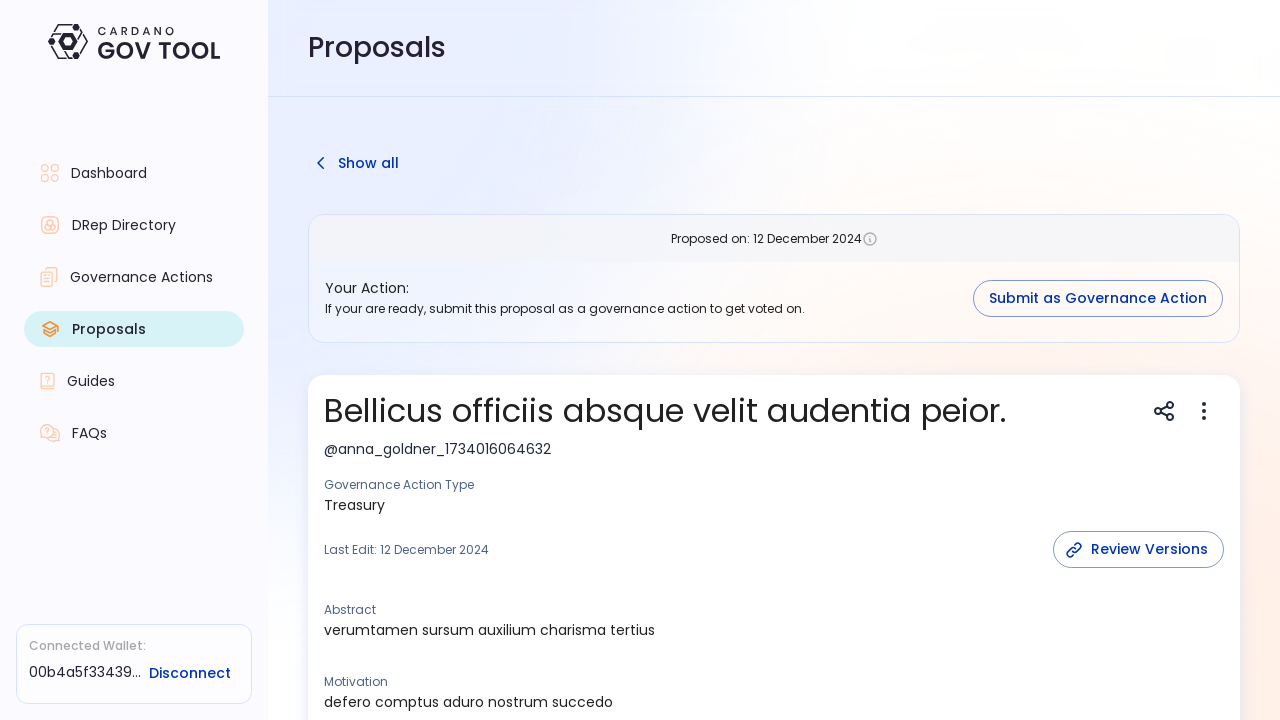 CARDANO
GOV TOOL
Dashboard
DRep Directory
Governance Actions
Proposals
Guides
FAQs
Connected Wallet:
00b4a5f33439... Disconnect
Proposals
Show all
Proposed on: 12 December 2024
Your Action:
If your are ready, submit this proposal as a governance action to get voted on.
Submit as Governance Action
Bellicus officiis absque velit audentia peior.
@anna_goldner_1734016064632
Governance Action Type
Treasury
Last Edit: 12 December 2024
Review Versions
Abstract
verumtamen sursum auxilium charisma tertius
Motivation
defero comptus aduro nostrum succedo